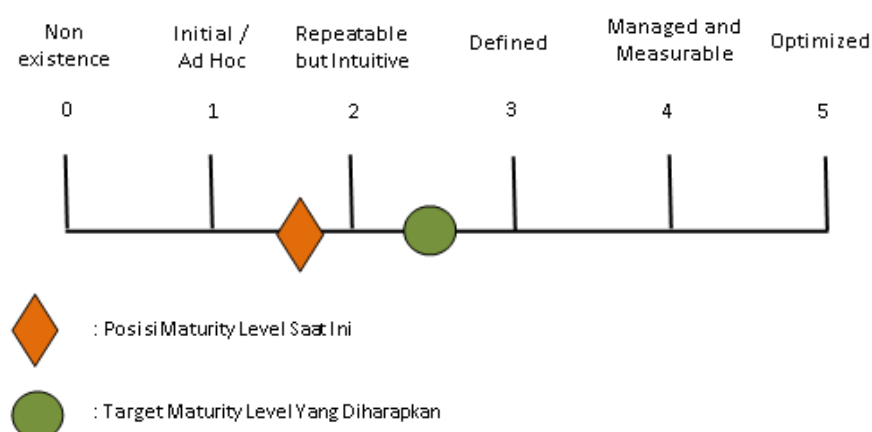 Non existence
Initial / Ad Hoc
Repeatable but Intuitive
Defined
Managed and Measurable
Optimized
0 1 2 3 4 5
: Posisi Maturity Level Saat Ini
: Target Maturity Level Yang Diharapkan